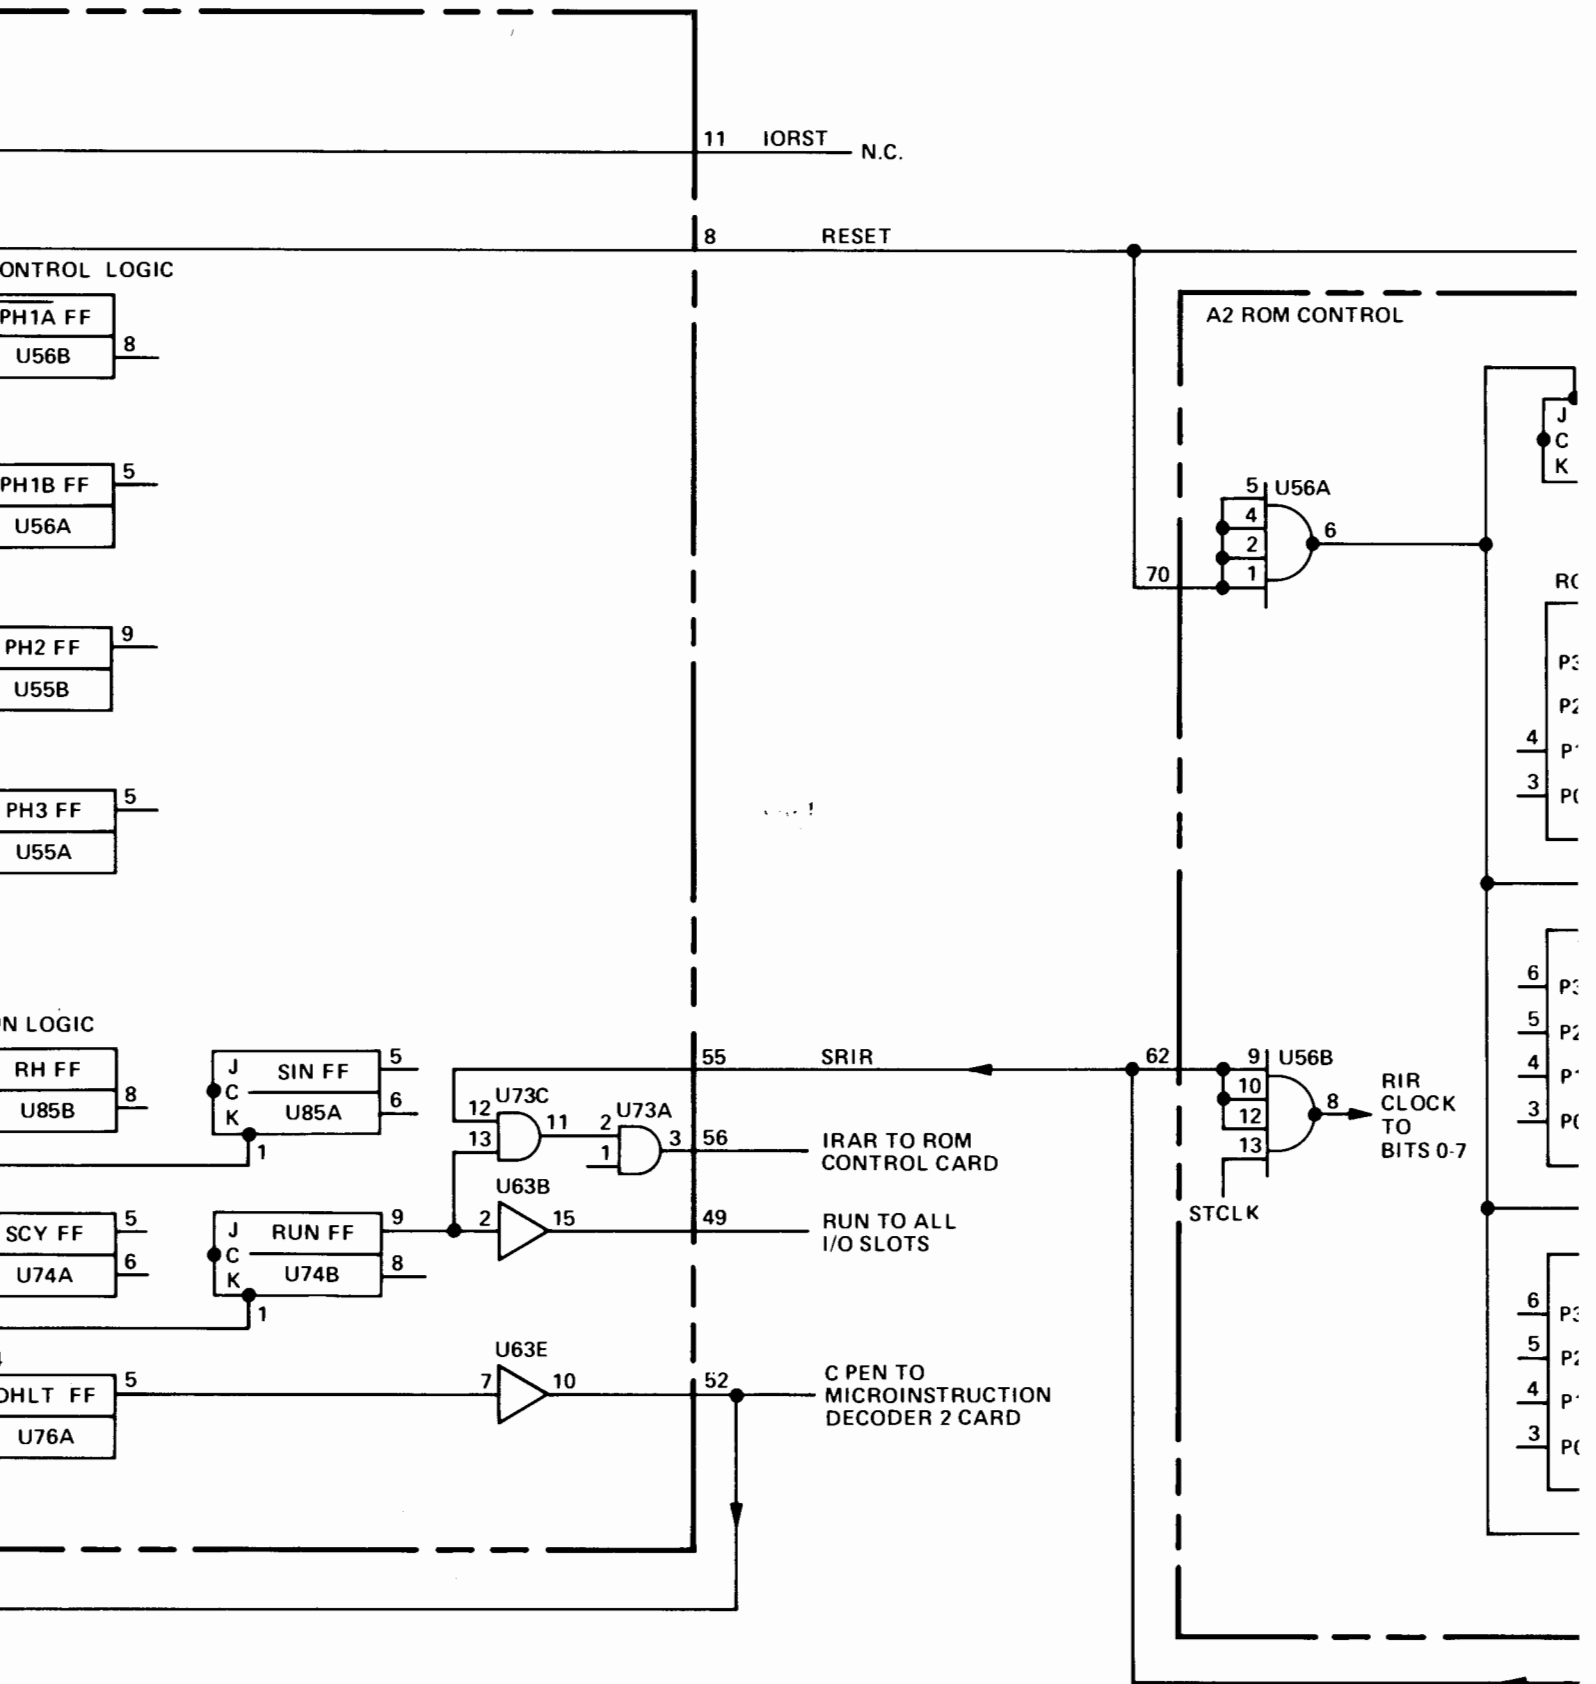 11 IORST
N.C.
8 RESET
ONTROL LOGIC
PH1A FF
U56B
8
A2 ROM CONTROL
J
C
K
PH1B FF
U56A
5
5 U56A
4
2
1
6
70
PH2 FF
U55B
9
4
3
PH3 FF
U55A
5
N LOGIC
RH FF
U85B
8
J
C
K
SIN FF
U85A
5
6
1
55 SRIR
62
U73C
12
13
11
U73A
2
1
3
56
IRAR TO ROM
CONTROL CARD
9 U56B
10
12
13
8
RIR
CLOCK
TO
BITS 0-7
STCLK
6
5
4
3
SCY FF
U74A
5
6
J
C
K
RUN FF
U74B
9
8
1
U63B
2
15
49
RUN TO ALL
I/O SLOTS
OHLT FF
U76A
5
U63E
7
10
52
C PEN TO
MICROINSTRUCTION
DECODER 2 CARD
6
5
4
3